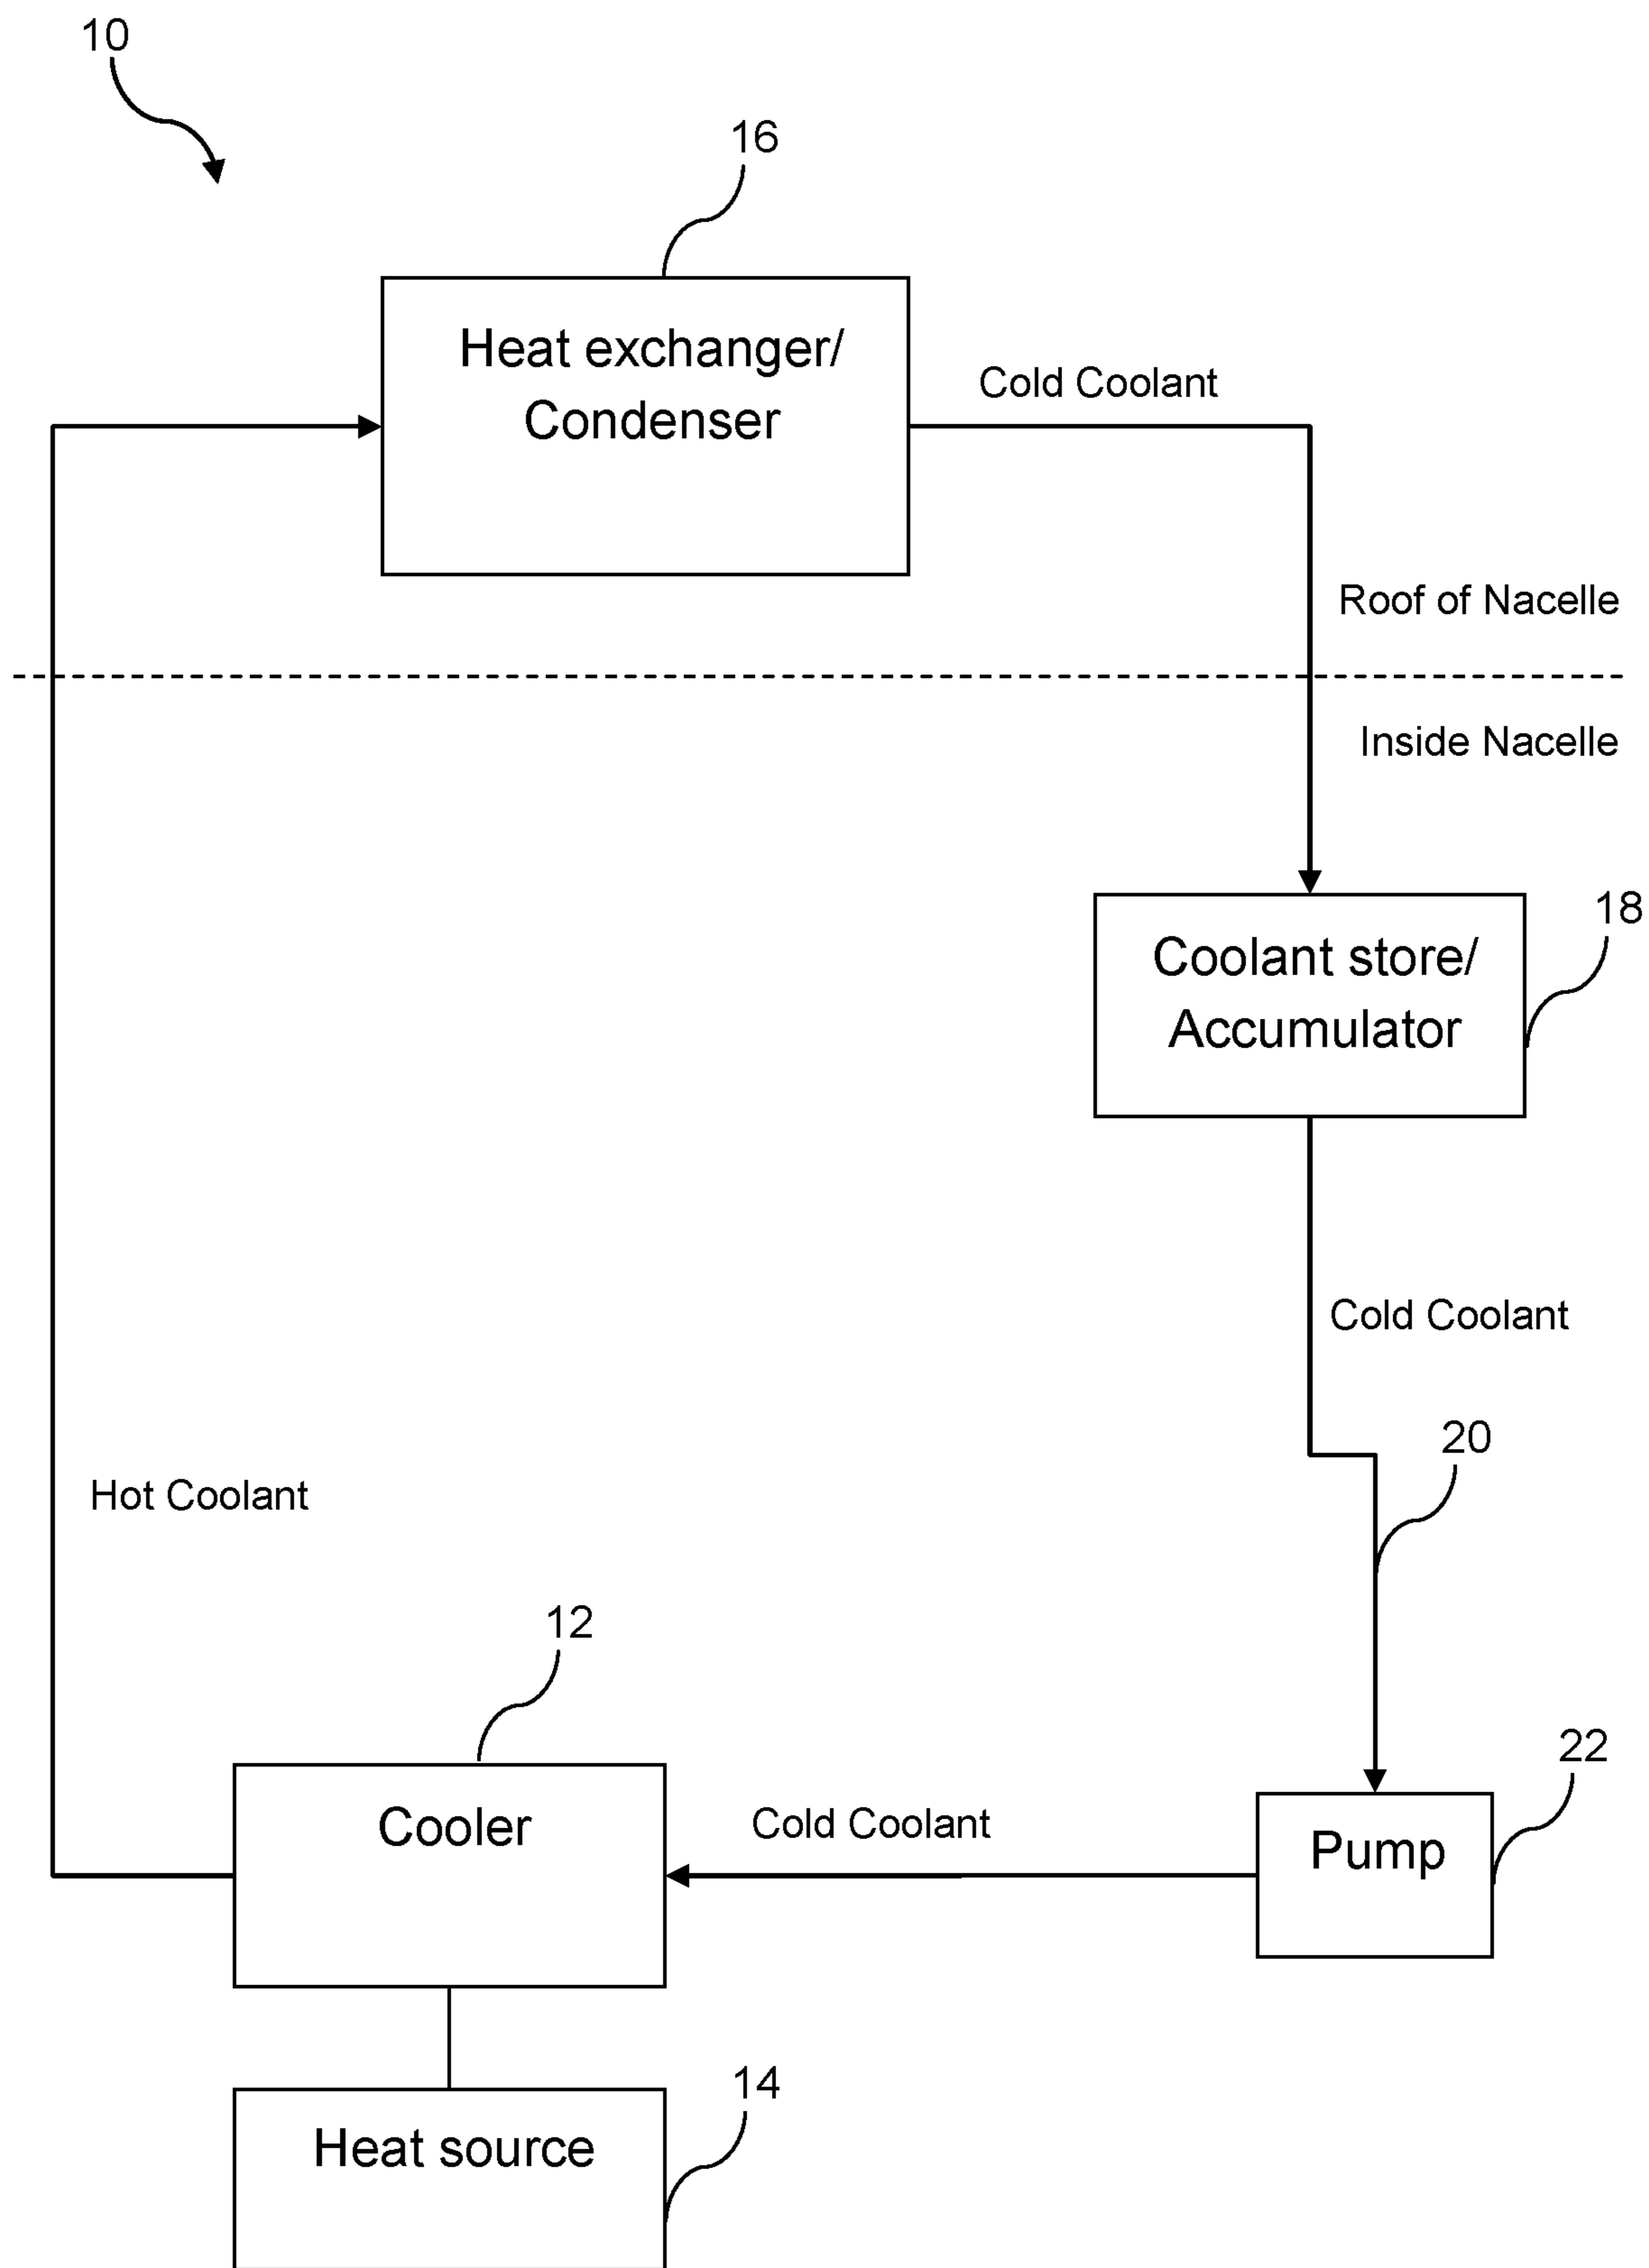 10
16
Heat exchanger/
Condenser
Cold Coolant
Roof of Nacelle
Inside Nacelle
18
Coolant store/
Accumulator
Cold Coolant
20
Hot Coolant
12
22
Cooler
Cold Coolant
Pump
14
Heat source